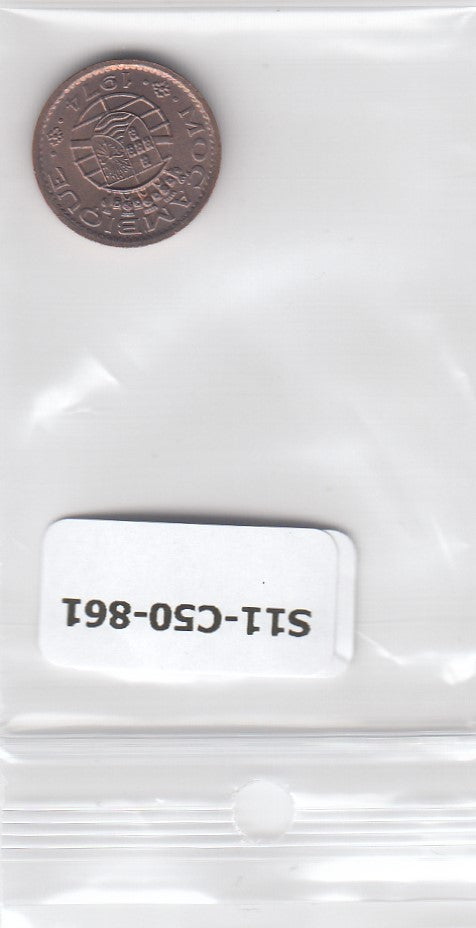 MOÇAMBIQUE
· 1974 ·
S11-C50-861